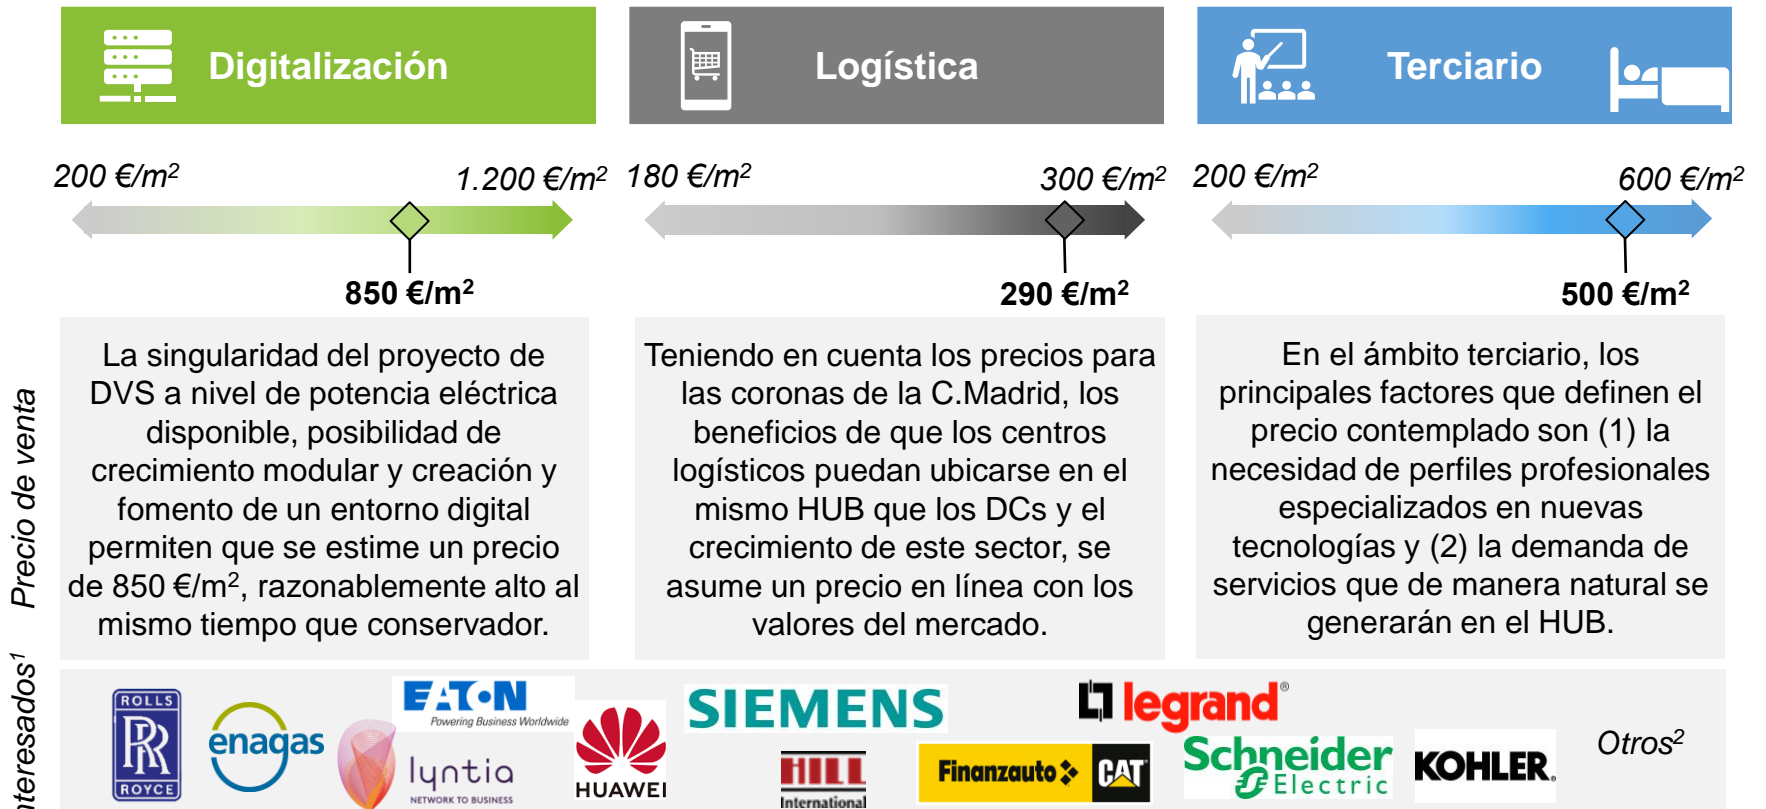 Digitalización
Logística
Terciario
200 €/m²
1.200 €/m²
180 €/m²
300 €/m²
200 €/m²
600 €/m²
850 €/m²
290 €/m²
500 €/m²
Precio de venta
La singularidad del proyecto de
DVS a nivel de potencia eléctrica
disponible, posibilidad de
crecimiento modular y creación y
fomento de un entorno digital
permiten que se estime un precio
de 850 €/m², razonablemente alto al
mismo tiempo que conservador.
Teniendo en cuenta los precios para
las coronas de la C.Madrid, los
beneficios de que los centros
logísticos puedan ubicarse en el
mismo HUB que los DCs y el
crecimiento de este sector, se
asume un precio en línea con los
valores del mercado.
En el ámbito terciario, los
principales factores que definen el
precio contemplado son (1) la
necesidad de perfiles profesionales
especializados en nuevas
tecnologías y (2) la demanda de
servicios que de manera natural se
generarán en el HUB.
nteresados¹
ROLLS
RR
ROYCE
enagas
EATON
Powering Business Worldwide
lyntia
NETWORK TO BUSINESS
HUAWEI
SIEMENS
HILL
International
Finanzauto CAT
legrand®
Schneider
Electric
KOHLER.
Otros²